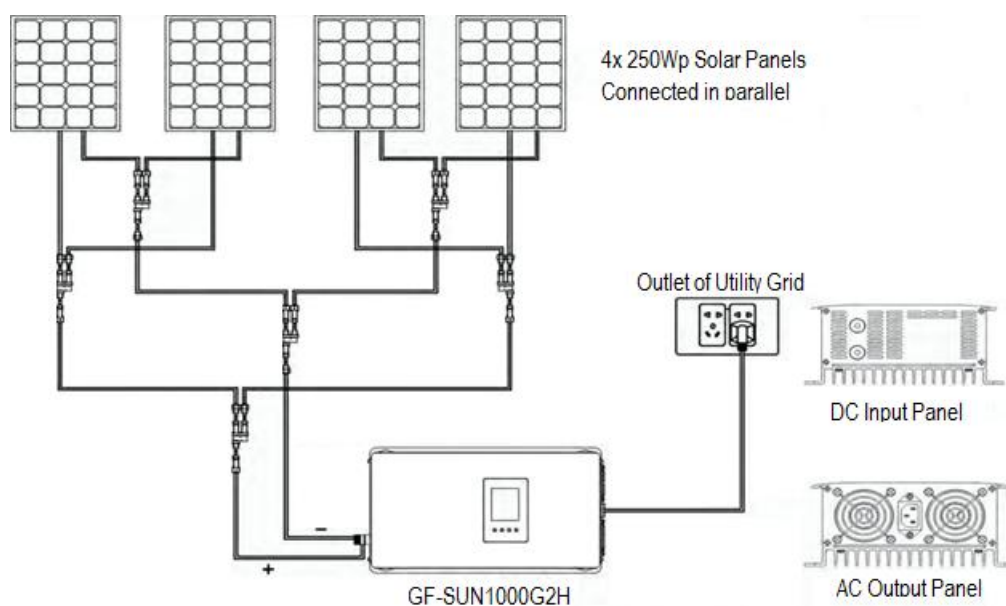 4x 250Wp Solar Panels
Connected in parallel
Outlet of Utility Grid
DC Input Panel
−
+
GF-SUN1000G2H
AC Output Panel